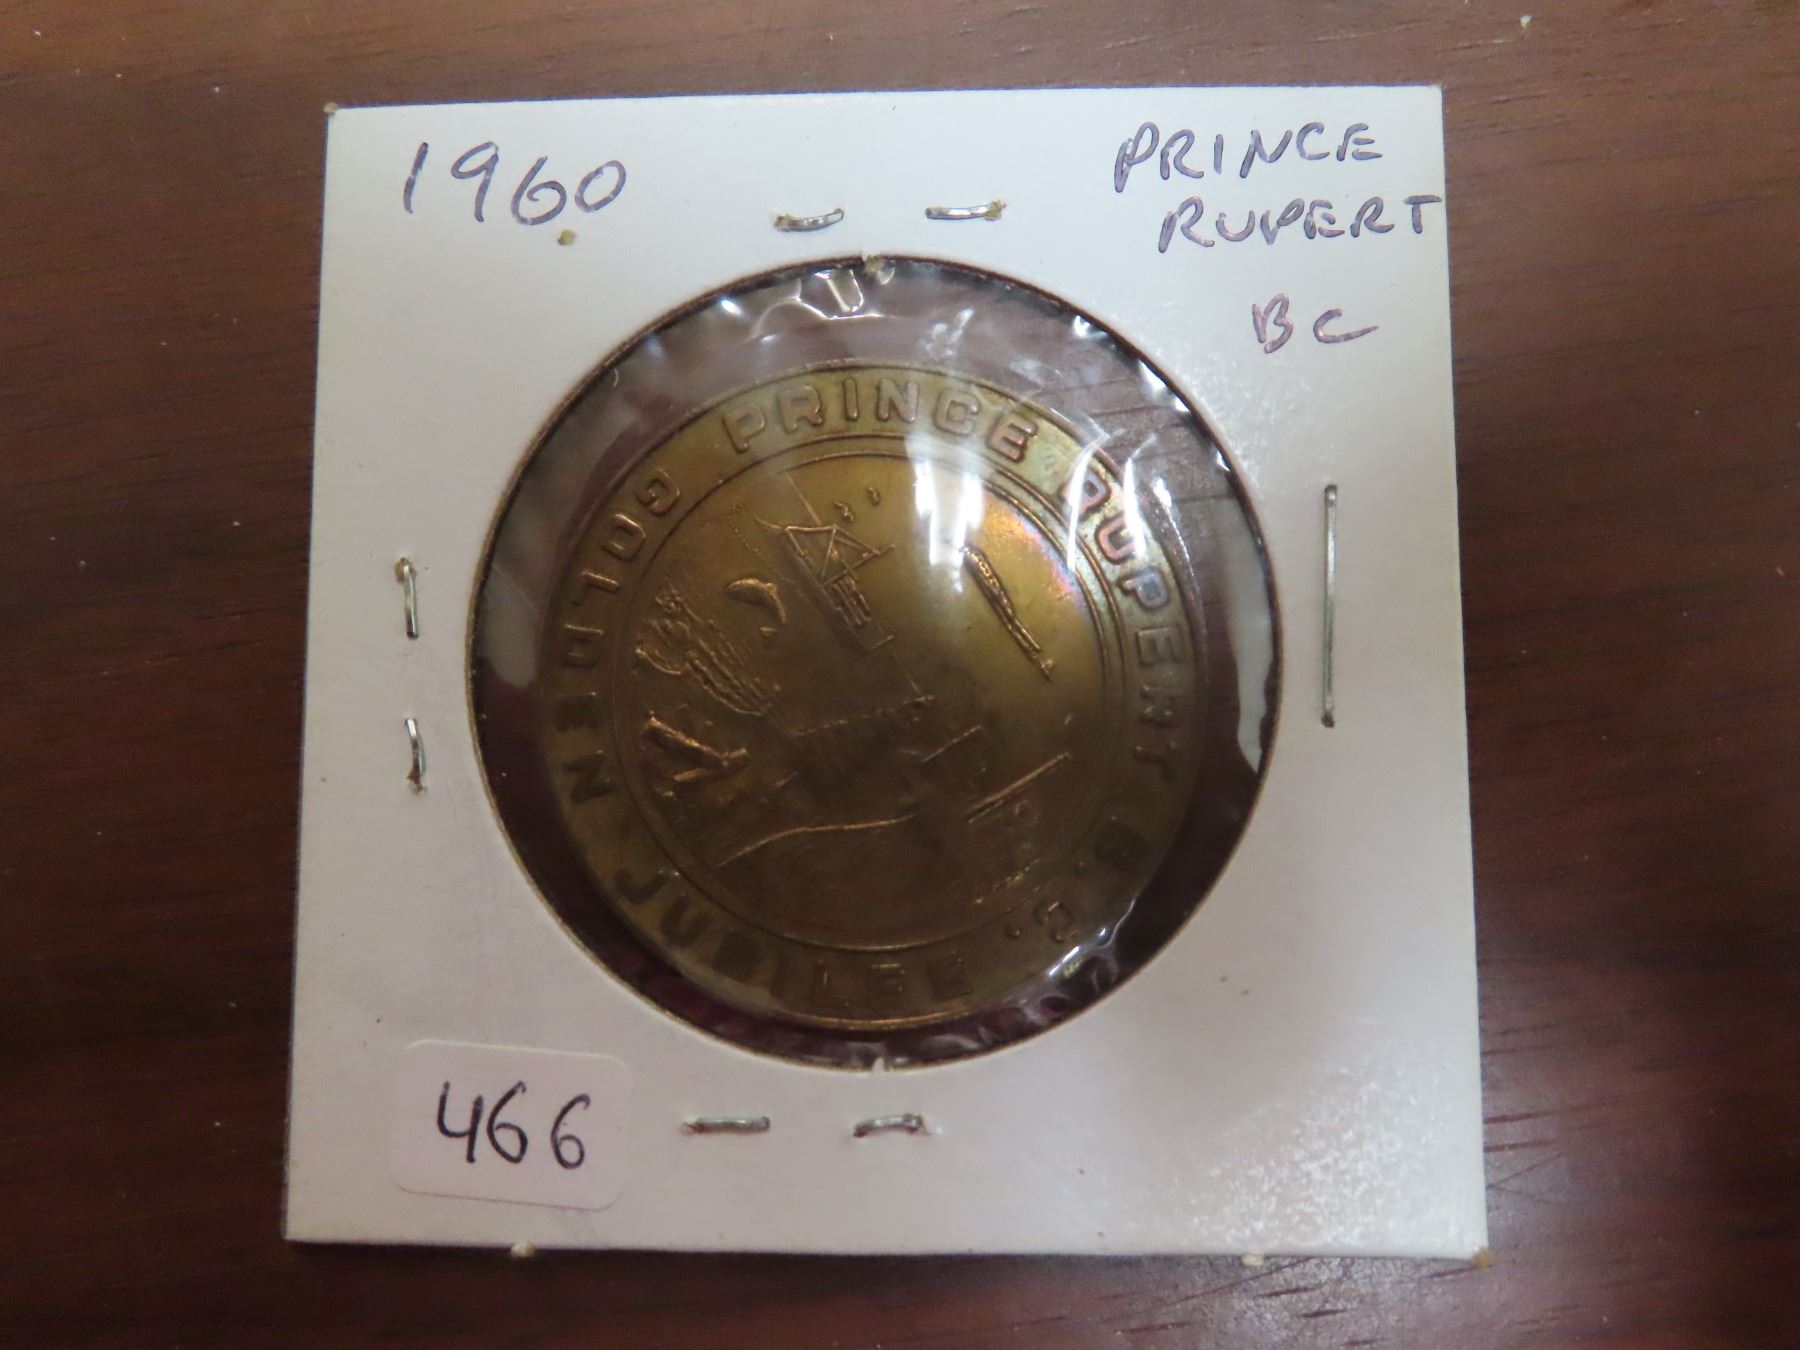 1960
PRINCE
RUPERT
BC
PRINCE RUPERT B.C.
GOLDEN JUBILEE
466